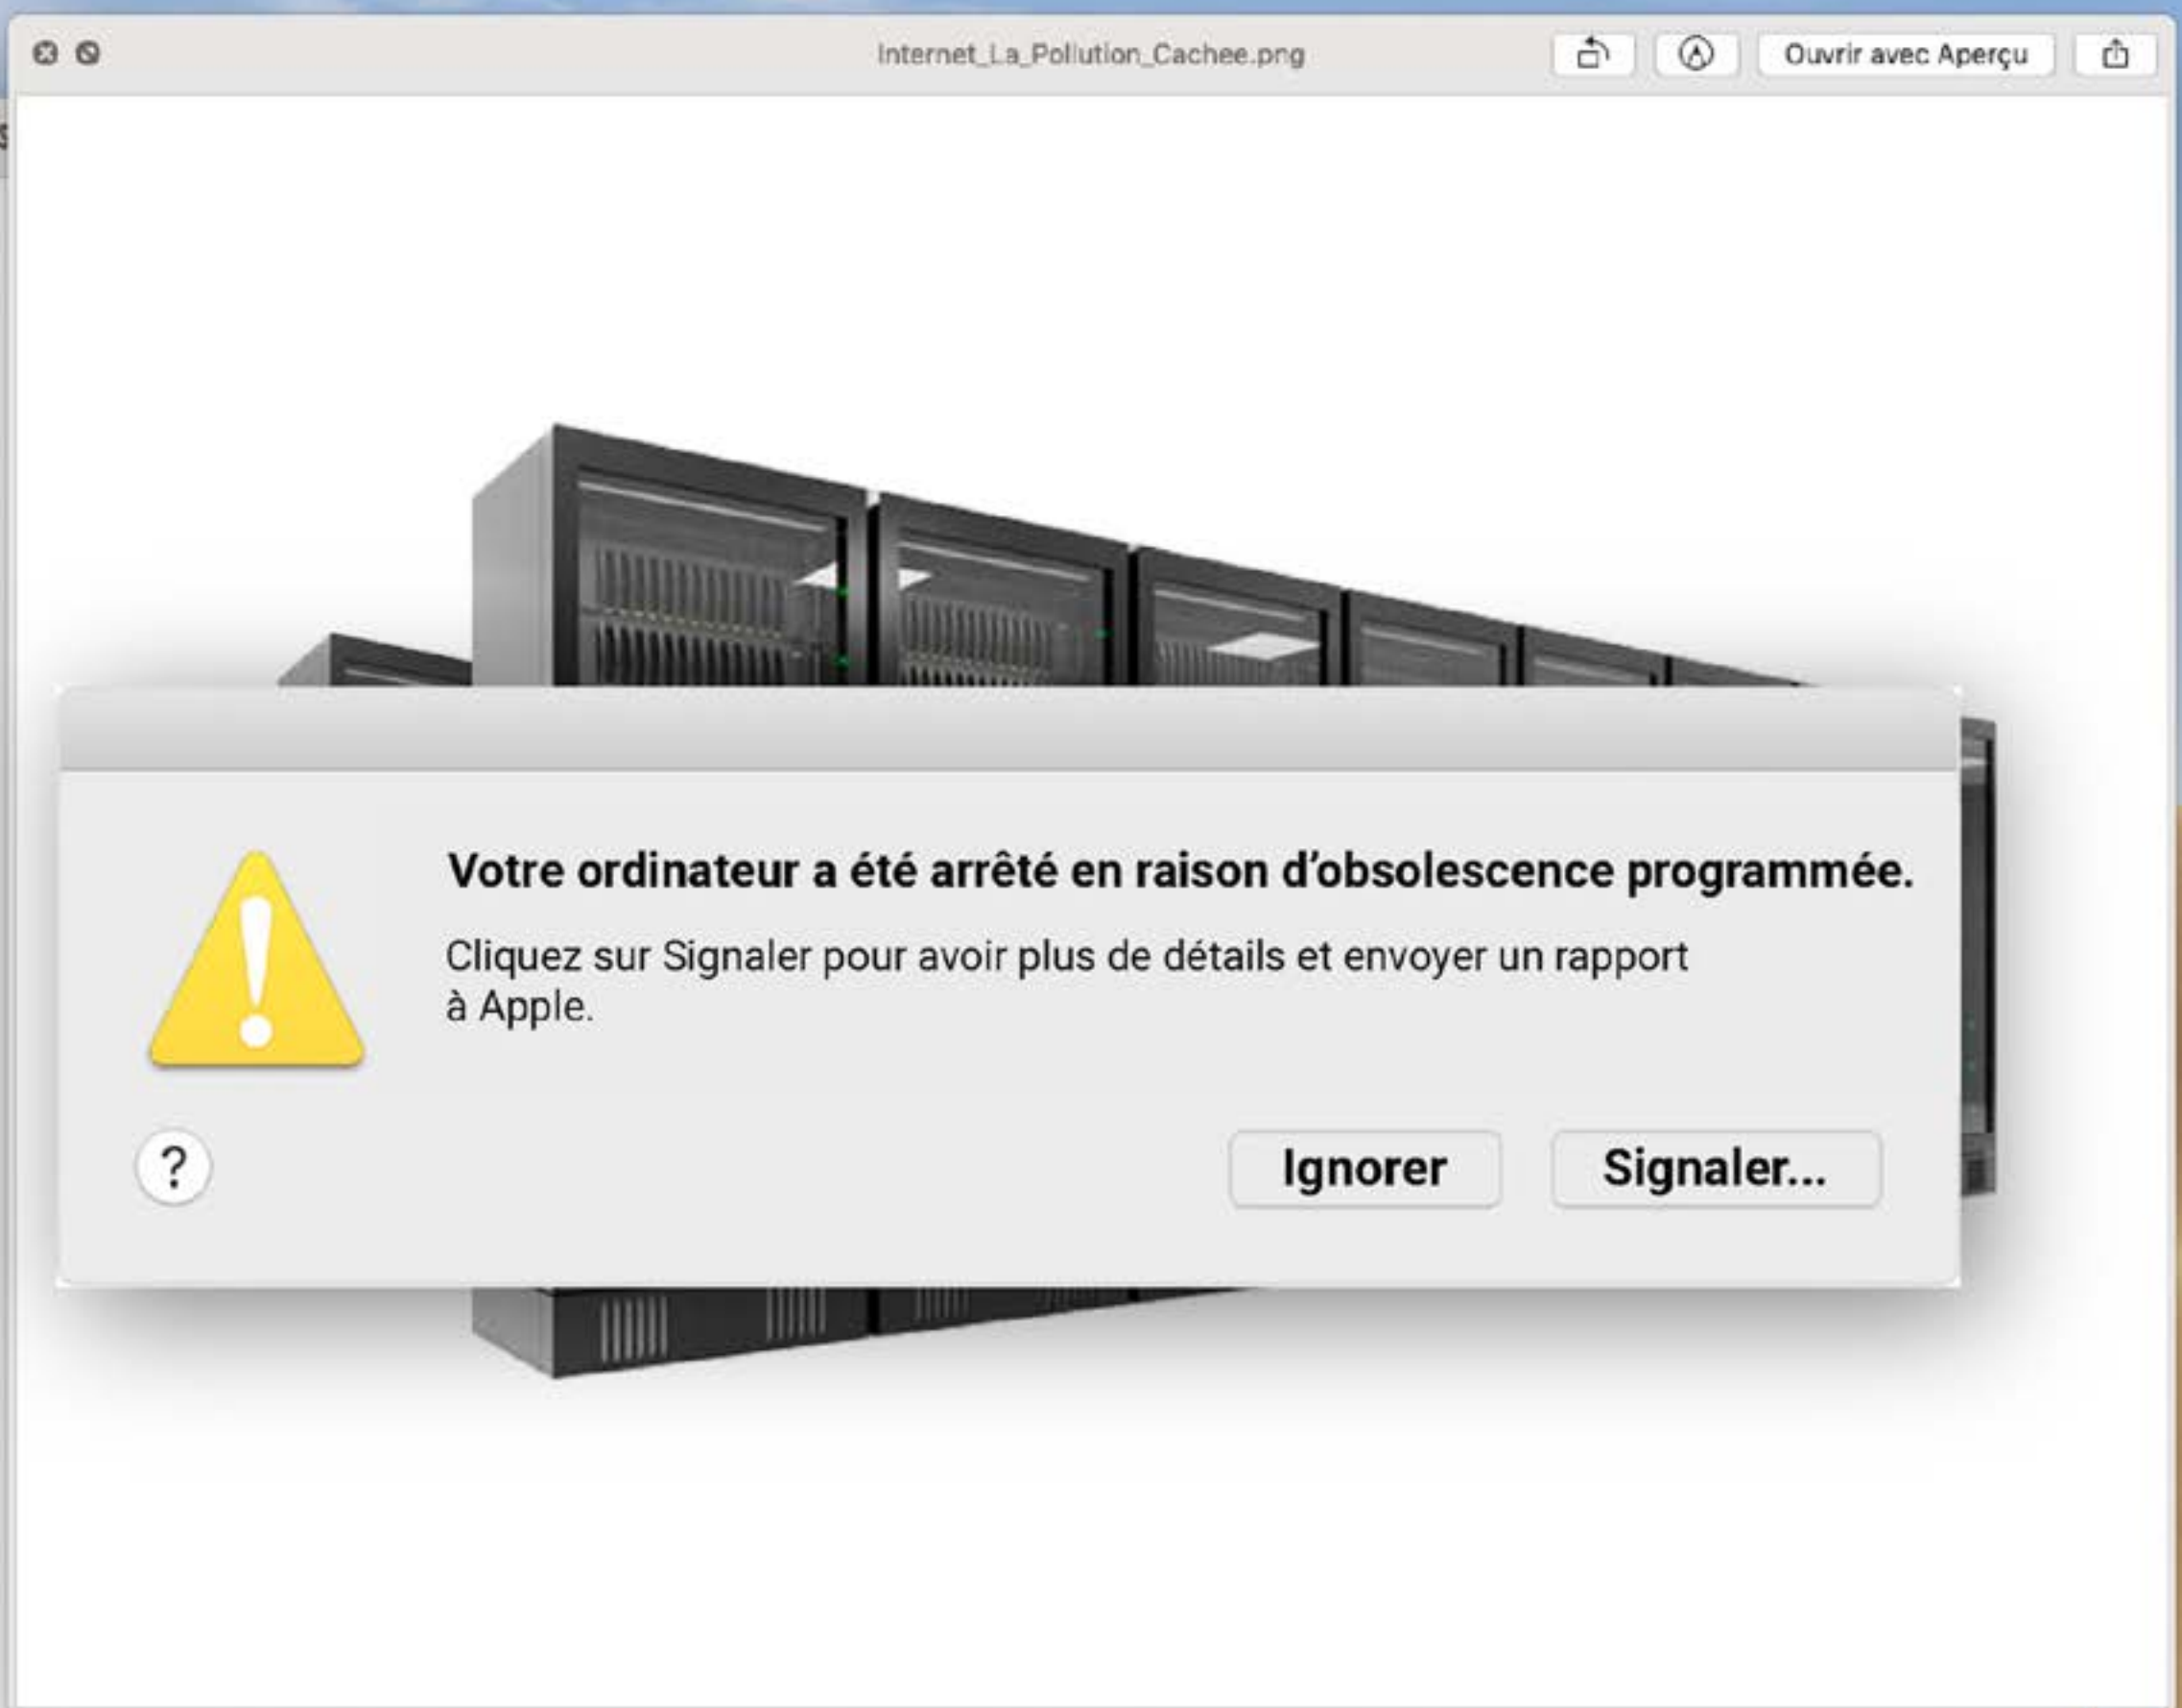 Internet_La_Pollution_Cachee.png
Ouvrir avec Aperçu
Votre ordinateur a été arrêté en raison d’obsolescence programmée.
Cliquez sur Signaler pour avoir plus de détails et envoyer un rapport
à Apple.
?
Ignorer
Signaler...